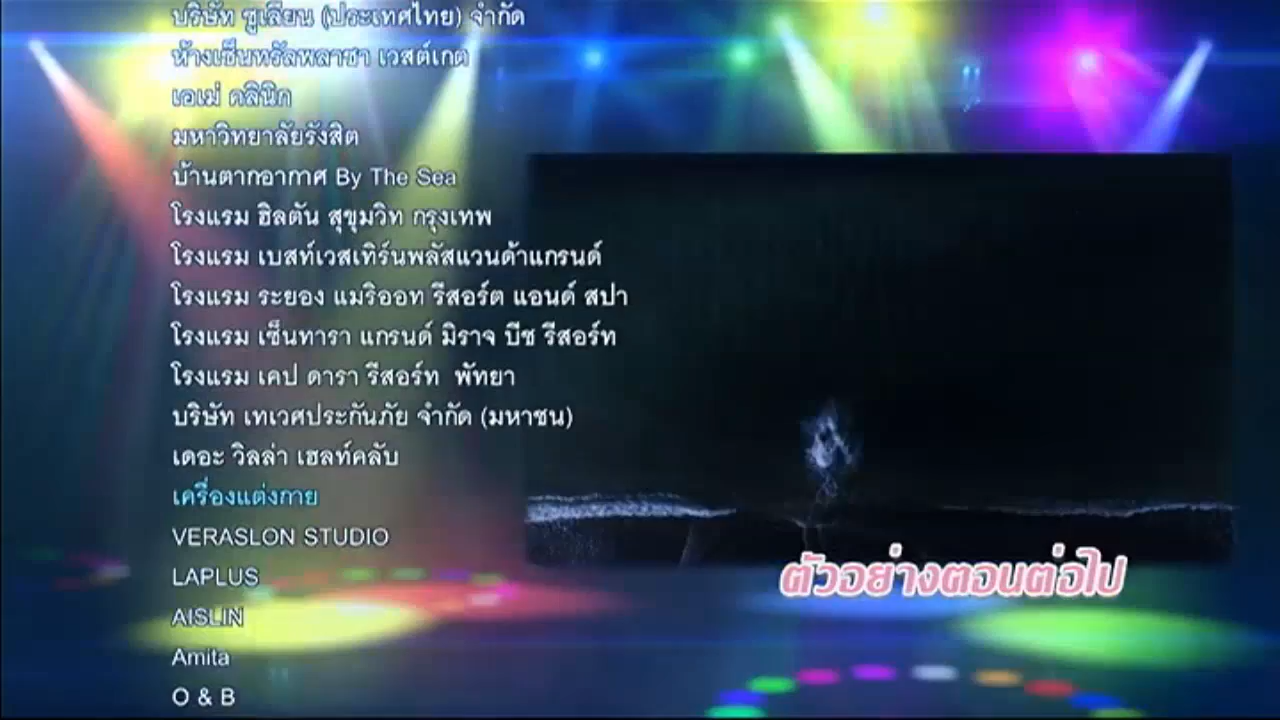 บริษัท ซูเลียน (ประเทศไทย) จำกัด
ห้างเซ็นทรัลพลาซา เวสต์เกต
เอเม่ คลินิก
มหาวิทยาลัยรังสิต
บ้านตากอากาศ By The Sea
โรงแรม ฮิลตัน สุขุมวิท กรุงเทพ
โรงแรม เบสท์เวสเทิร์นพลัสแวนด้าแกรนด์
โรงแรม ระยอง แมริออท รีสอร์ต แอนด์ สปา
โรงแรม เซ็นทารา แกรนด์ มิราจ บีช รีสอร์ท
โรงแรม เคป ดารา รีสอร์ท พัทยา
บริษัท เทเวศประกันภัย จำกัด (มหาชน)
เดอะ วิลล่า เฮลท์คลับ
เครื่องแต่งกาย
VERASLON STUDIO
LAPLUS
AISLIN
Amita
O & B
ตัวอย่างตอนต่อไป